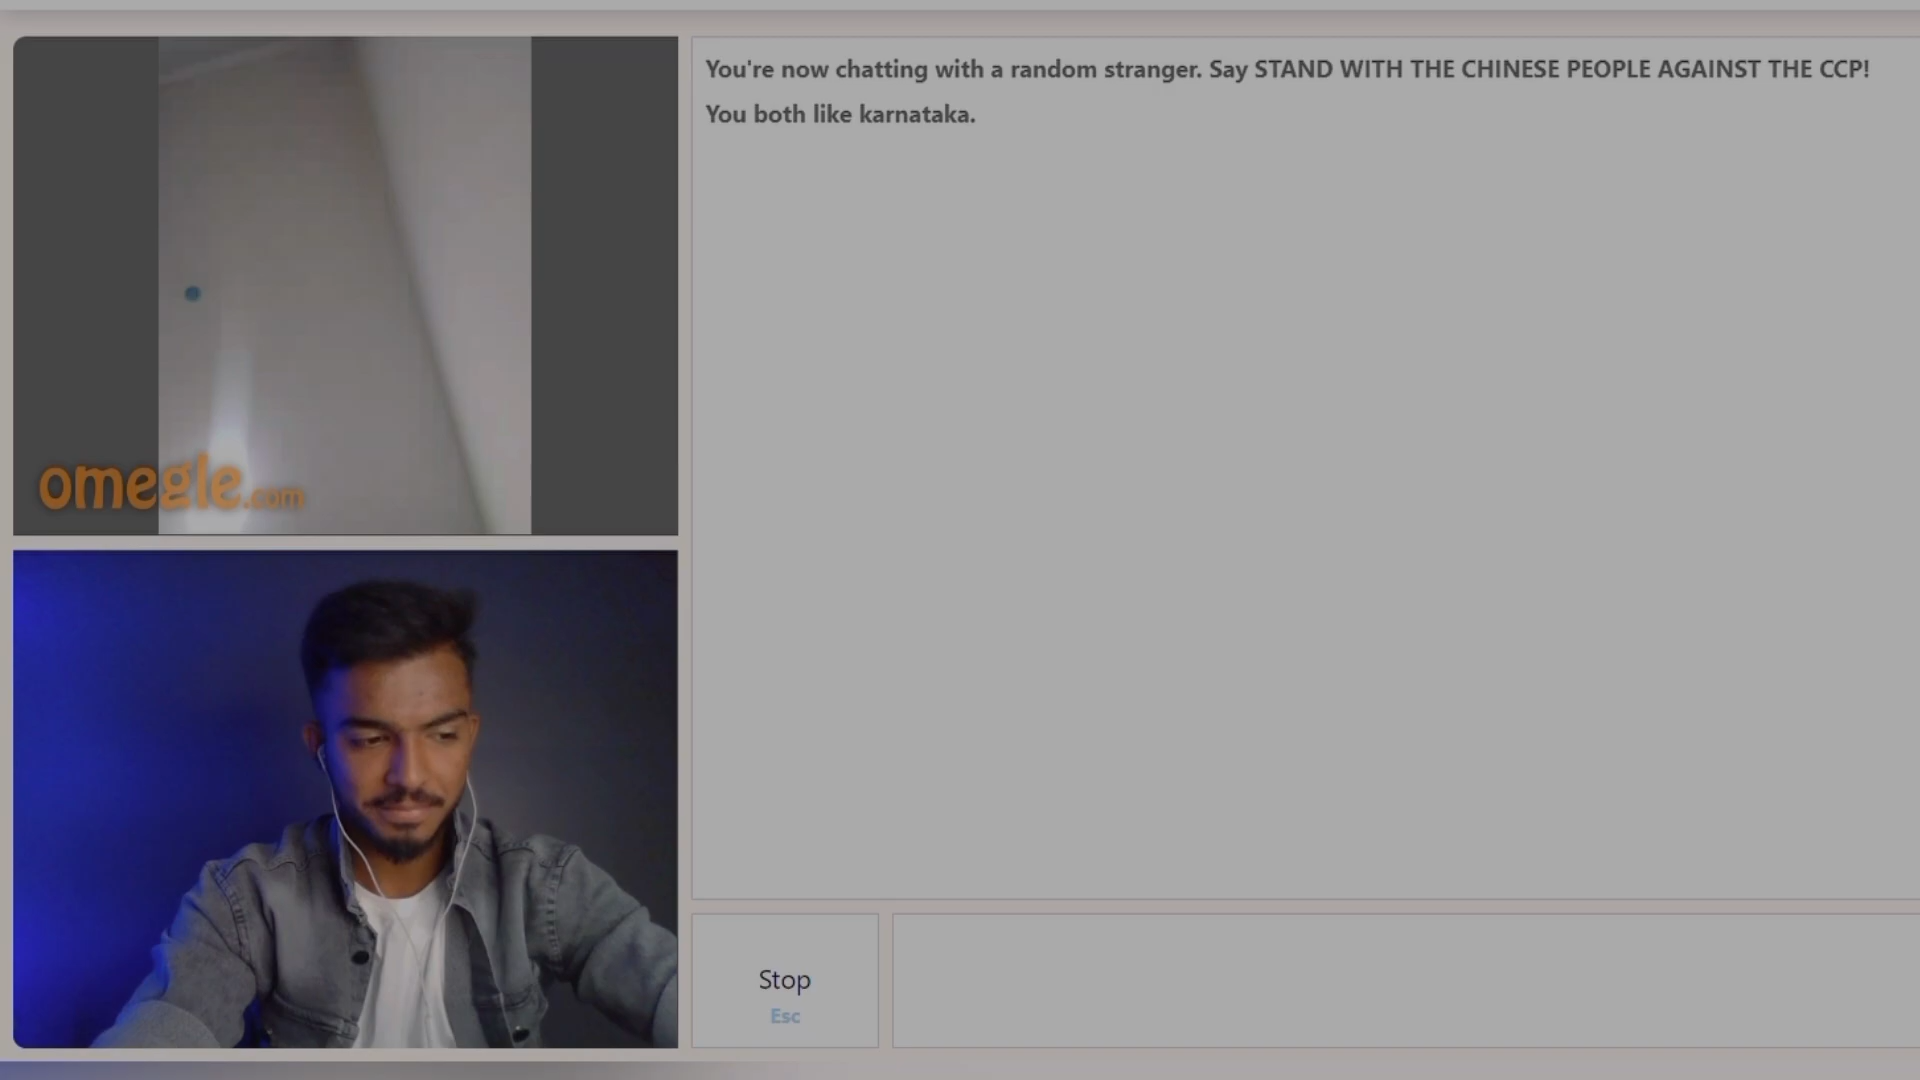 You're now chatting with a random stranger. Say STAND WITH THE CHINESE PEOPLE AGAINST THE CCP!
You both like karnataka.
omegle.com
Stop
Esc